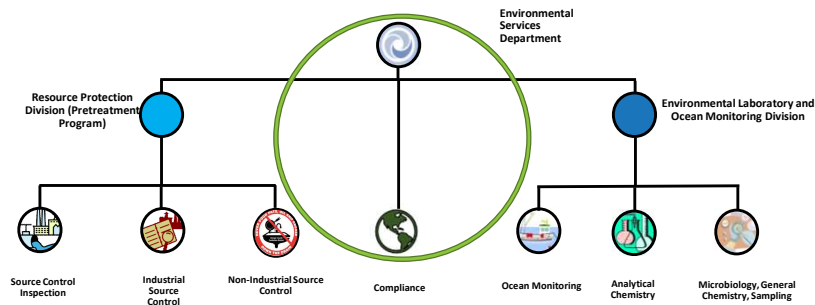 Environmental
Services
Department
Resource Protection
Division (Pretreatment
Program)
Environmental Laboratory and
Ocean Monitoring Division
Source Control
Inspection
Industrial
Source
Control
Non-Industrial Source
Control
Compliance
Ocean Monitoring
Analytical
Chemistry
Microbiology, General
Chemistry, Sampling